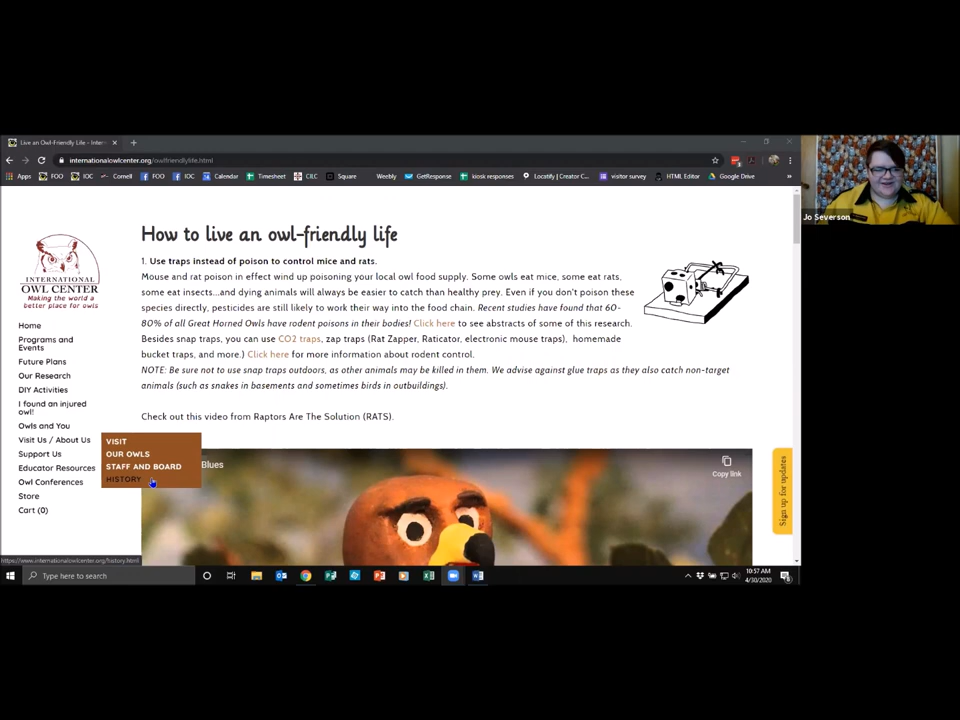 Live an Owl-Friendly Life - Inter
internationalowlcenter.org/owlfriendlylife.html
Apps
FOO
IOC
Cornell
FOO
IOC
Calendar
Timesheet
CILC
Square
Weebly
GetResponse
kiosk responses
Locatify | Creator C...
visitor survey
HTML Editor
Google Drive
»
Jo Severson
INTERNATIONAL
OWL CENTER
Making the world a
better place for owls
Home
Programs and
Events
Future Plans
Our Research
DIY Activities
I found an injured
owl!
Owls and You
Visit Us / About Us
Support Us
Educator Resources
Owl Conferences
Store
Cart (0)
VISIT
OUR OWLS
STAFF AND BOARD
HISTORY
How to live an owl-friendly life
1. Use traps instead of poison to control mice and rats.
Mouse and rat poison in effect wind up poisoning your local owl food supply. Some owls eat mice, some eat rats,
some eat insects...and dying animals will always be easier to catch than healthy prey. Even if you don't poison these
species directly, pesticides are still likely to work their way into the food chain. Recent studies have found that 60-
80% of all Great Horned Owls have rodent poisons in their bodies! Click here to see abstracts of some of this research.
Besides snap traps, you can use CO2 traps, zap traps (Rat Zapper, Raticator, electronic mouse traps), homemade
bucket traps, and more.) Click here for more information about rodent control.
NOTE: Be sure not to use snap traps outdoors, as other animals may be killed in them. We advise against glue traps as they also catch non-target
animals (such as snakes in basements and sometimes birds in outbuildings).
Check out this video from Raptors Are The Solution (RATS).
Blues
Copy link
Sign up for updates
https://www.internationalowlcenter.org/history.html
Type here to search
10:57 AM
4/30/2020